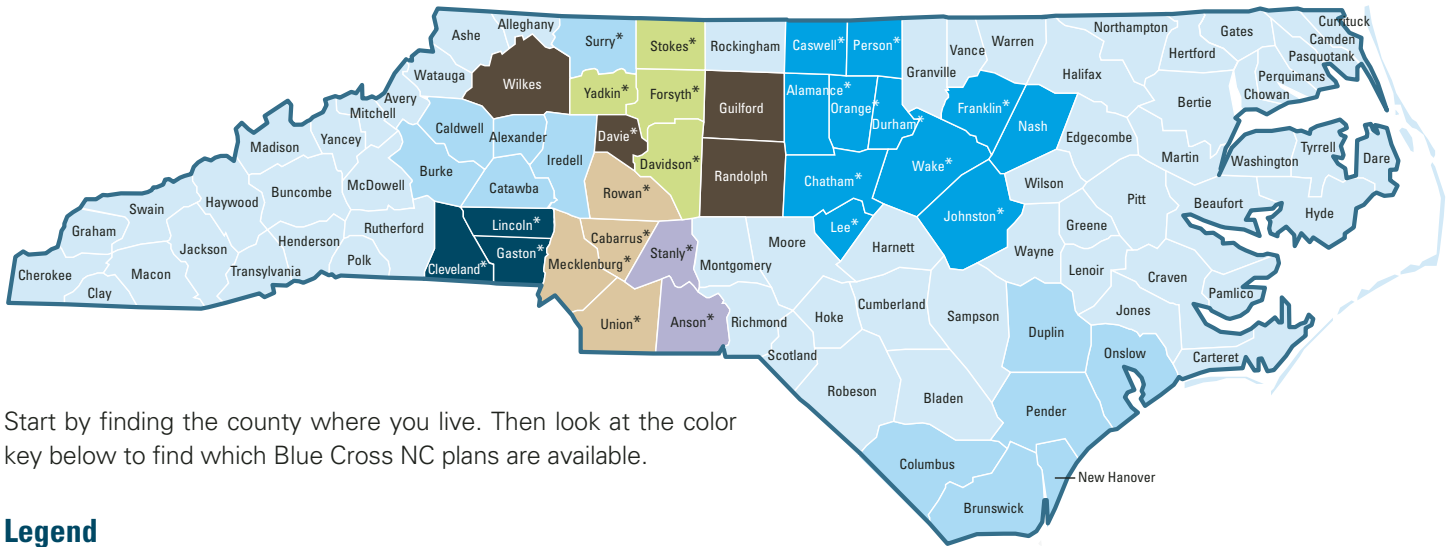 Alleghany
Ashe
Surry*
Stokes*
Rockingham
Caswell*
Person*
Vance
Warren
Northampton
Gates
Currituck
Camden
Pasquotank
Hertford
Perquimans
Chowan
Watauga
Wilkes
Yadkin*
Forsyth*
Guilford
Alamance*
Orange*
Durham*
Granville
Franklin*
Halifax
Bertie
Nash
Avery
Mitchell
Yancey
Madison
Caldwell
Alexander
Davie*
Davidson*
Iredell
Edgecombe
Martin
Washington
Tyrrell
Dare
Burke
Catawba
Rowan*
Randolph
Chatham*
Wake*
Wilson
Pitt
Beaufort
Hyde
Buncombe
McDowell
Haywood
Swain
Graham
Jackson
Henderson
Rutherford
Polk
Transylvania
Macon
Cherokee
Clay
Lincoln*
Gaston*
Cleveland*
Cabarrus*
Mecklenburg*
Stanly*
Montgomery
Moore
Lee*
Harnett
Johnston*
Greene
Wayne
Lenoir
Craven
Pamlico
Jones
Carteret
Union*
Anson*
Richmond
Scotland
Hoke
Cumberland
Sampson
Duplin
Onslow
Robeson
Bladen
Pender
Columbus
Brunswick
New Hanover
Start by finding the county where you live. Then look at the color
key below to find which Blue Cross NC plans are available.
Legend